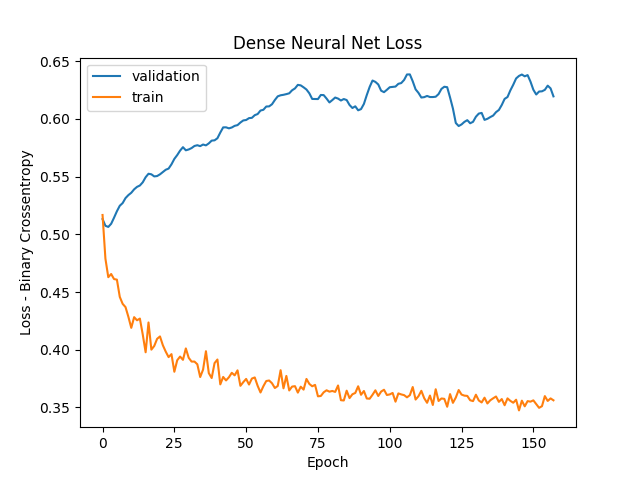 Dense Neural Net Loss
validation
train
Loss - Binary Crossentropy
0.65
0.60
0.55
0.50
0.45
0.40
0.35
0 25 50 75 100 125 150
Epoch